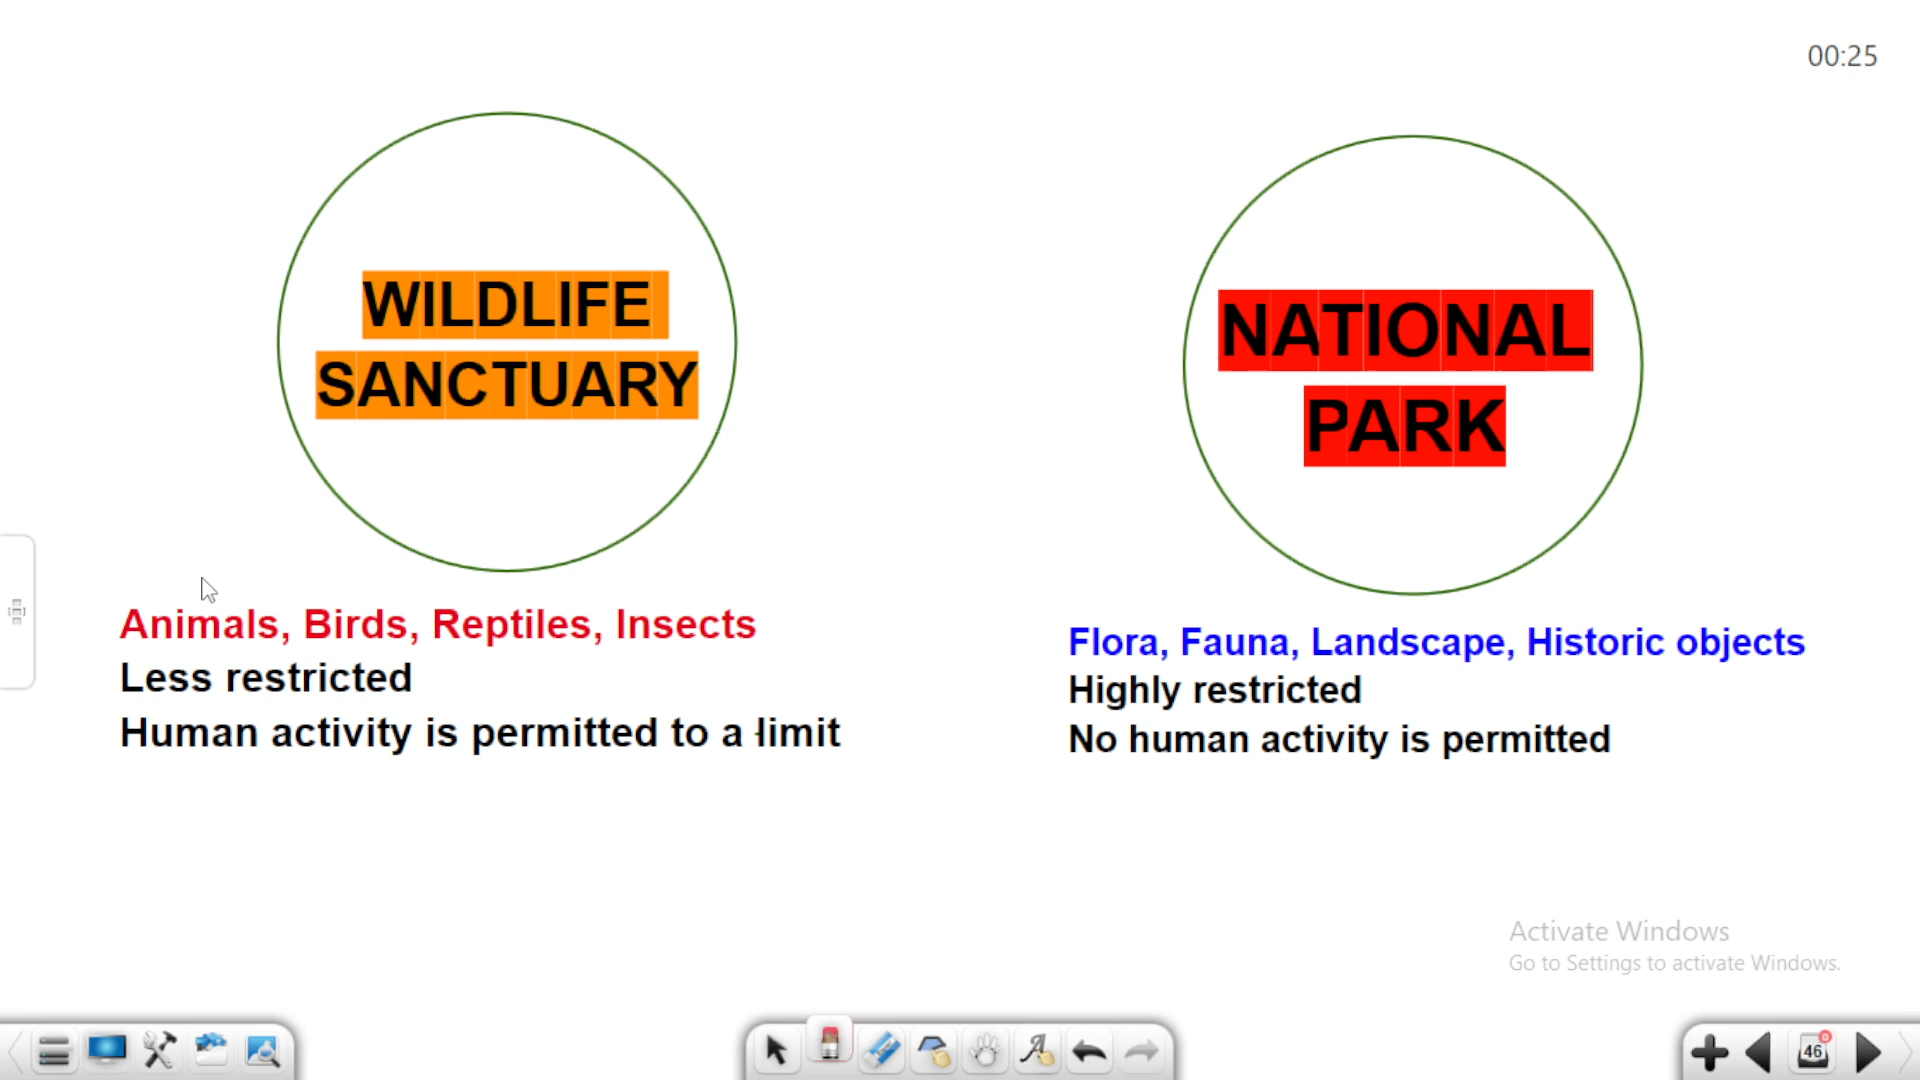 00:25
WILDLIFE
SANCTUARY
Animals, Birds, Reptiles, Insects
Less restricted
Human activity is permitted to a limit
NATIONAL
PARK
Flora, Fauna, Landscape, Historic objects
Highly restricted
No human activity is permitted
Activate Windows
Go to Settings to activate Windows.
46
0